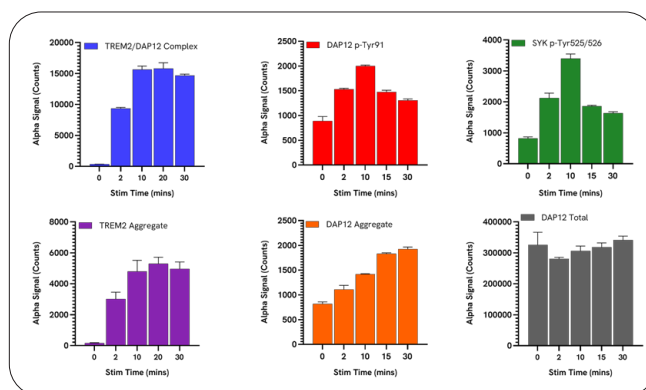 TREM2/DAP12 Complex
Alpha Signal (Counts)
15000
10000
5000
0
20000
0 2 10 20 30
Stim Time (mins)
DAP12 p-Tyr91
Alpha Signal (Counts)
2500
2000
1500
1000
500
0
0 2 10 15 30
Stim Time (mins)
SYK p-Tyr525/526
Alpha Signal (Counts)
4000
3000
2000
1000
0
0 2 10 15 30
Stim Time (mins)
TREM2 Aggregate
Alpha Signal (Counts)
8000
6000
4000
2000
0
0 2 10 20 30
Stim Time (mins)
DAP12 Aggregate
Alpha Signal (Counts)
2500
2000
1500
1000
500
0
0 2 10 15 30
Stim Time (mins)
DAP12 Total
Alpha Signal (Counts)
400000
300000
200000
100000
0
0 2 10 15 30
Stim Time (mins)